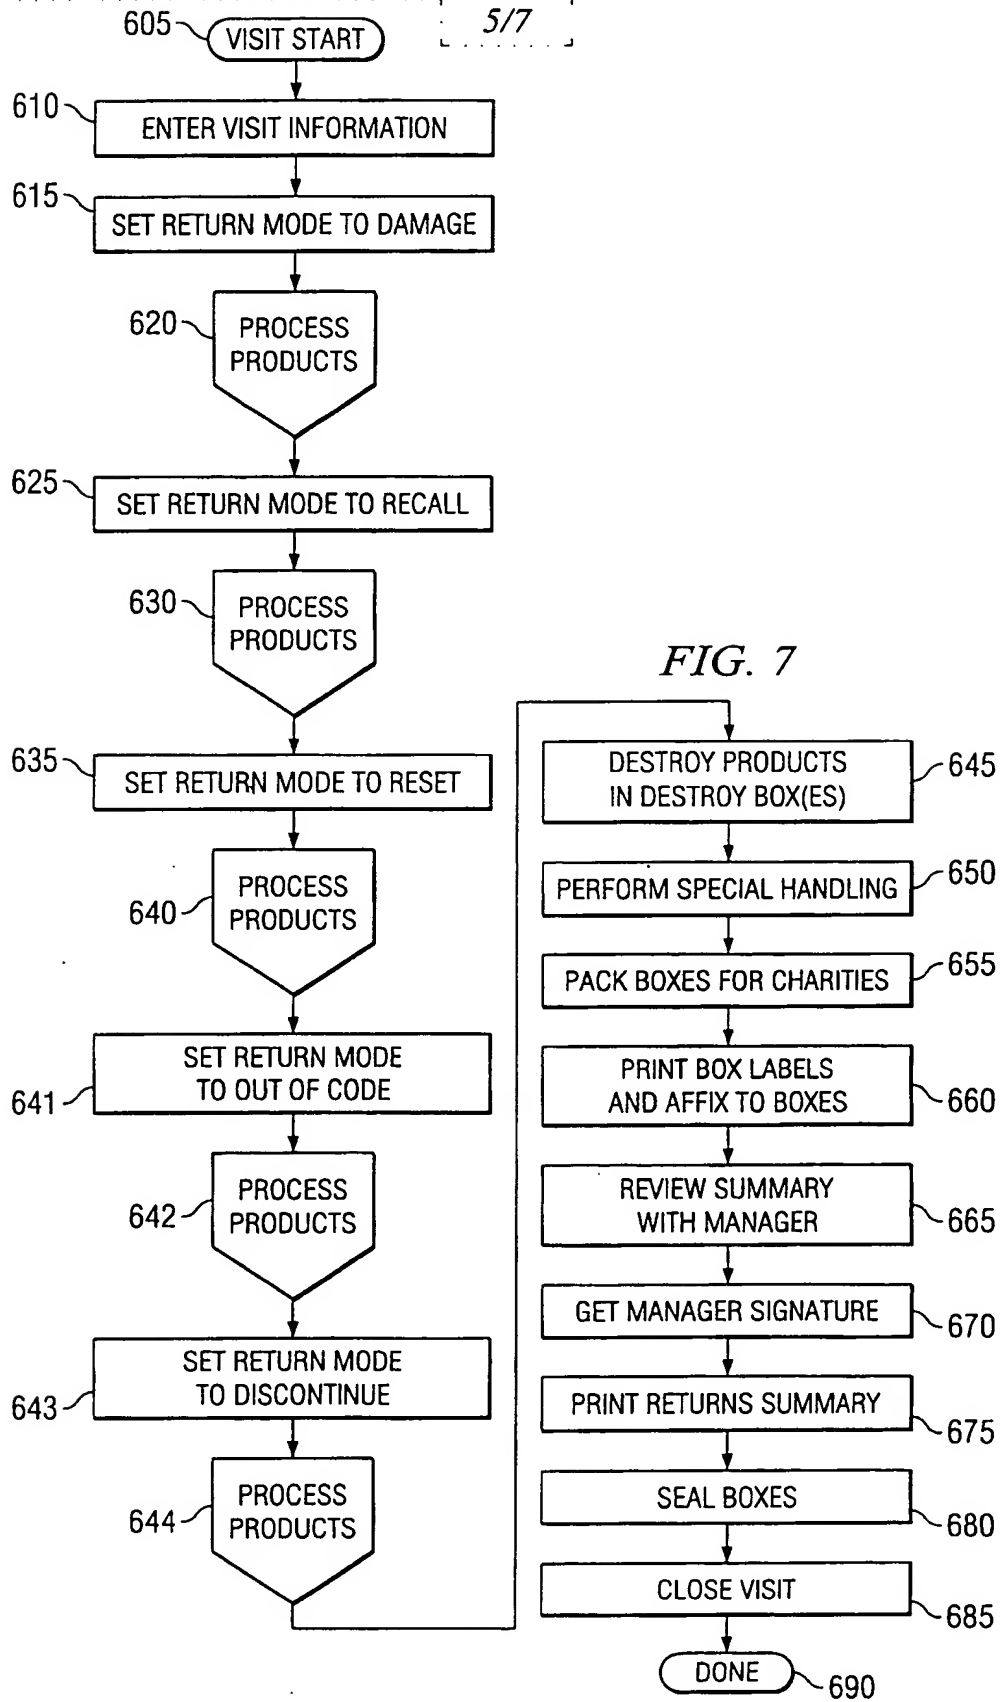 5/7
605
VISIT START
610
ENTER VISIT INFORMATION
615
SET RETURN MODE TO DAMAGE
620
PROCESS
PRODUCTS
625
SET RETURN MODE TO RECALL
630
PROCESS
PRODUCTS
635
SET RETURN MODE TO RESET
640
PROCESS
PRODUCTS
641
SET RETURN MODE
TO OUT OF CODE
642
PROCESS
PRODUCTS
643
SET RETURN MODE
TO DISCONTINUE
644
PROCESS
PRODUCTS
FIG. 7
DESTROY PRODUCTS
IN DESTROY BOX(ES)
645
PERFORM SPECIAL HANDLING
650
PACK BOXES FOR CHARITIES
655
PRINT BOX LABELS
AND AFFIX TO BOXES
660
REVIEW SUMMARY
WITH MANAGER
665
GET MANAGER SIGNATURE
670
PRINT RETURNS SUMMARY
675
SEAL BOXES
680
CLOSE VISIT
685
DONE
690